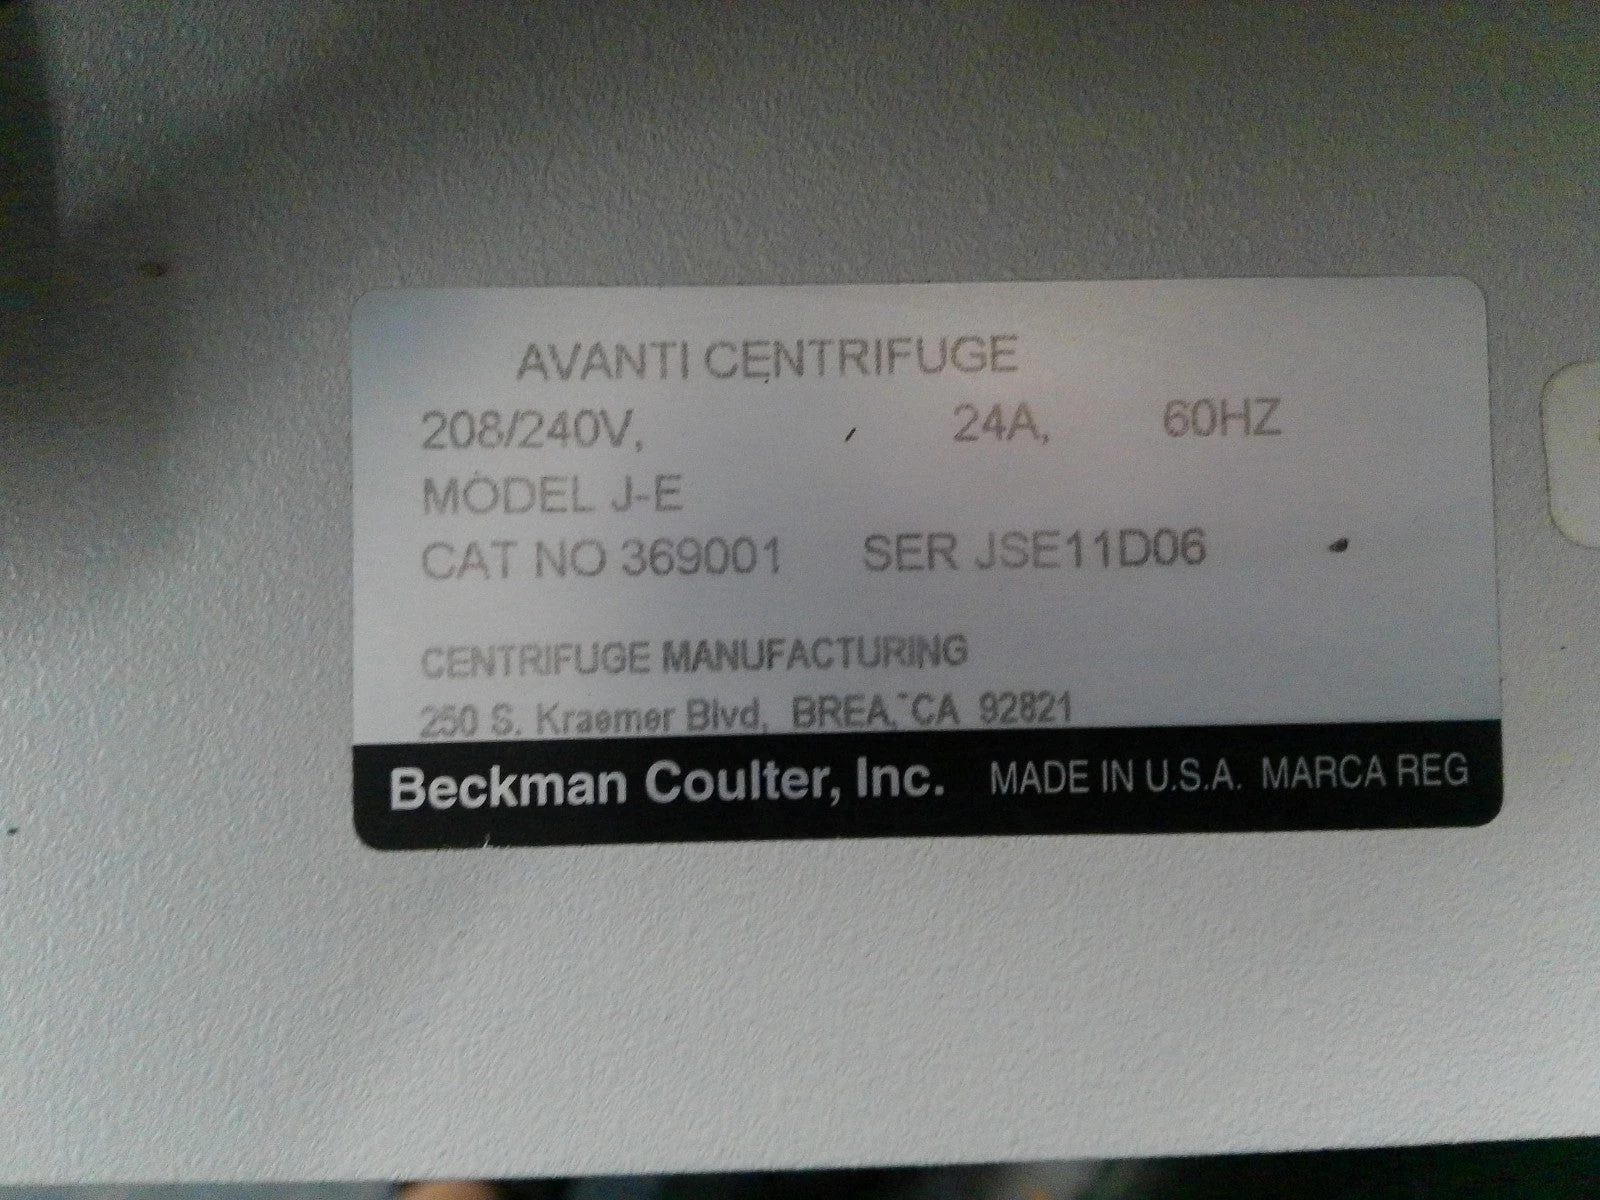 AVANTI CENTRIFUGE
208/240V, 24A, 60HZ
MODEL J-E
CAT NO 369001 SER JSE11D06
CENTRIFUGE MANUFACTURING
250 S. Kraemer Blvd, BREA, CA 92821
Beckman Coulter, Inc. MADE IN U.S.A. MARCA REG